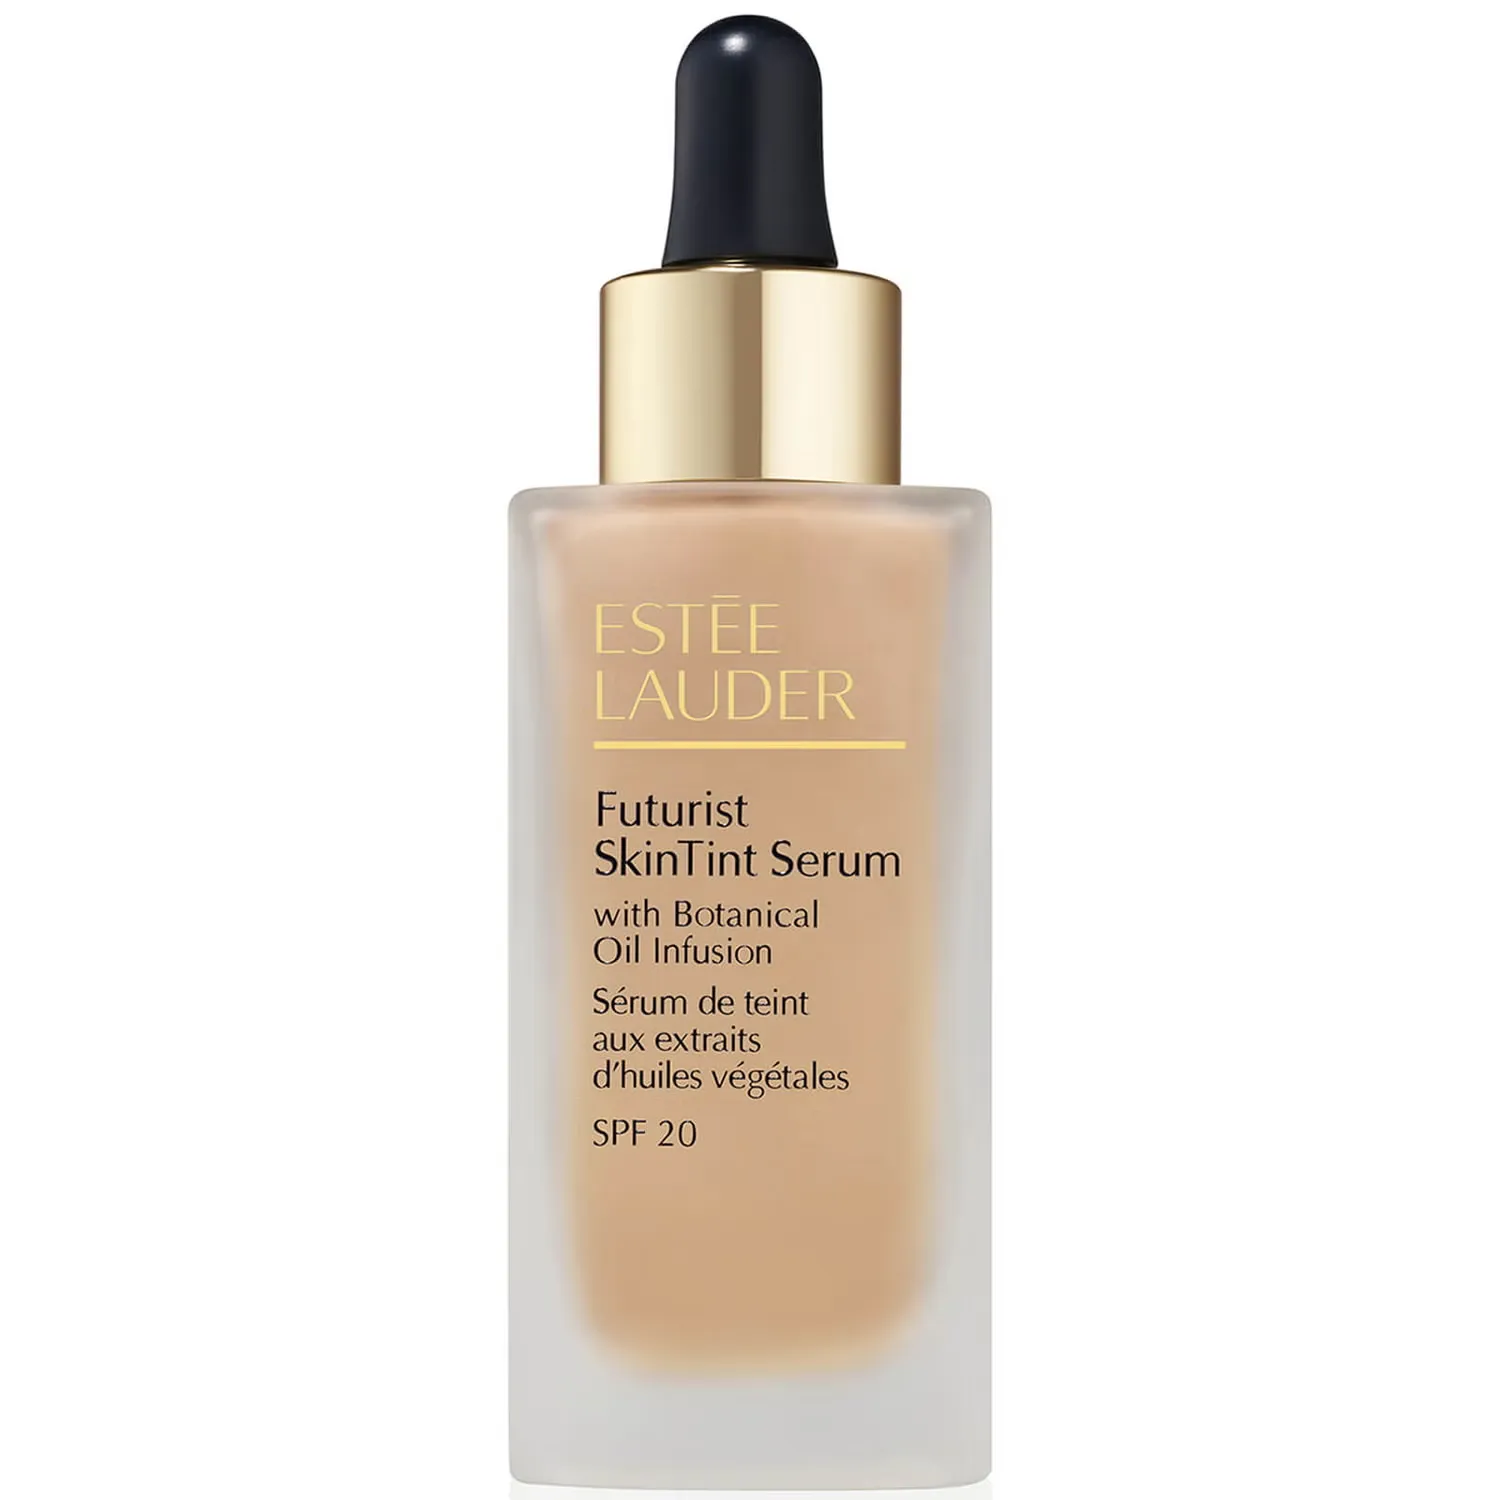 ESTĒE
LAUDER
Futurist
SkinTint Serum
with Botanical
Oil Infusion
Sérum de teint
aux extraits
d'huiles végétales
SPF 20